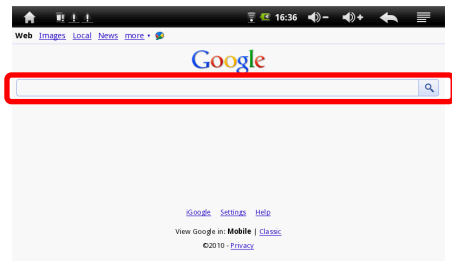 16:36
Web Images Local News more
Google
iGoogle Settings Help
View Google in: Mobile | Classic
©2010 - Privacy